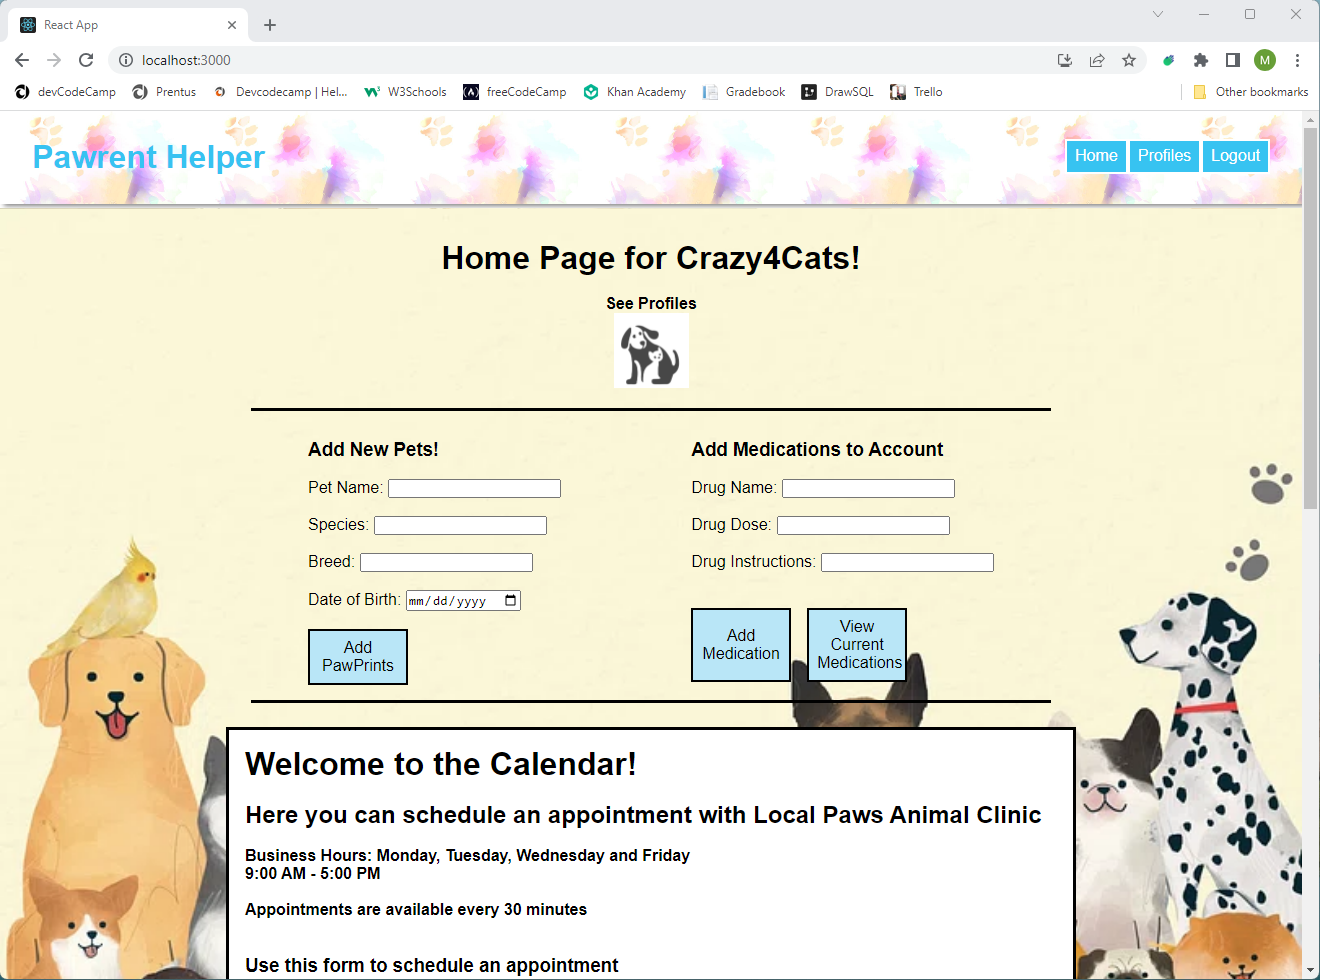 React App
localhost:3000
M
devCodeCamp
Prentus
Devcodecamp | Hel...
W3Schools
freeCodeCamp
Khan Academy
Gradebook
DrawSQL
Trello
Other bookmarks
Pawrent Helper
Home
Profiles
Logout
Home Page for Crazy4Cats!
See Profiles
Add New Pets!
Pet Name:
Species:
Breed:
Date of Birth: mm/dd/yyyy
Add
PawPrints
Add Medications to Account
Drug Name:
Drug Dose:
Drug Instructions:
Add
Medication
View
Current
Medications
Welcome to the Calendar!
Here you can schedule an appointment with Local Paws Animal Clinic
Business Hours: Monday, Tuesday, Wednesday and Friday
9:00 AM - 5:00 PM
Appointments are available every 30 minutes
Use this form to schedule an appointment